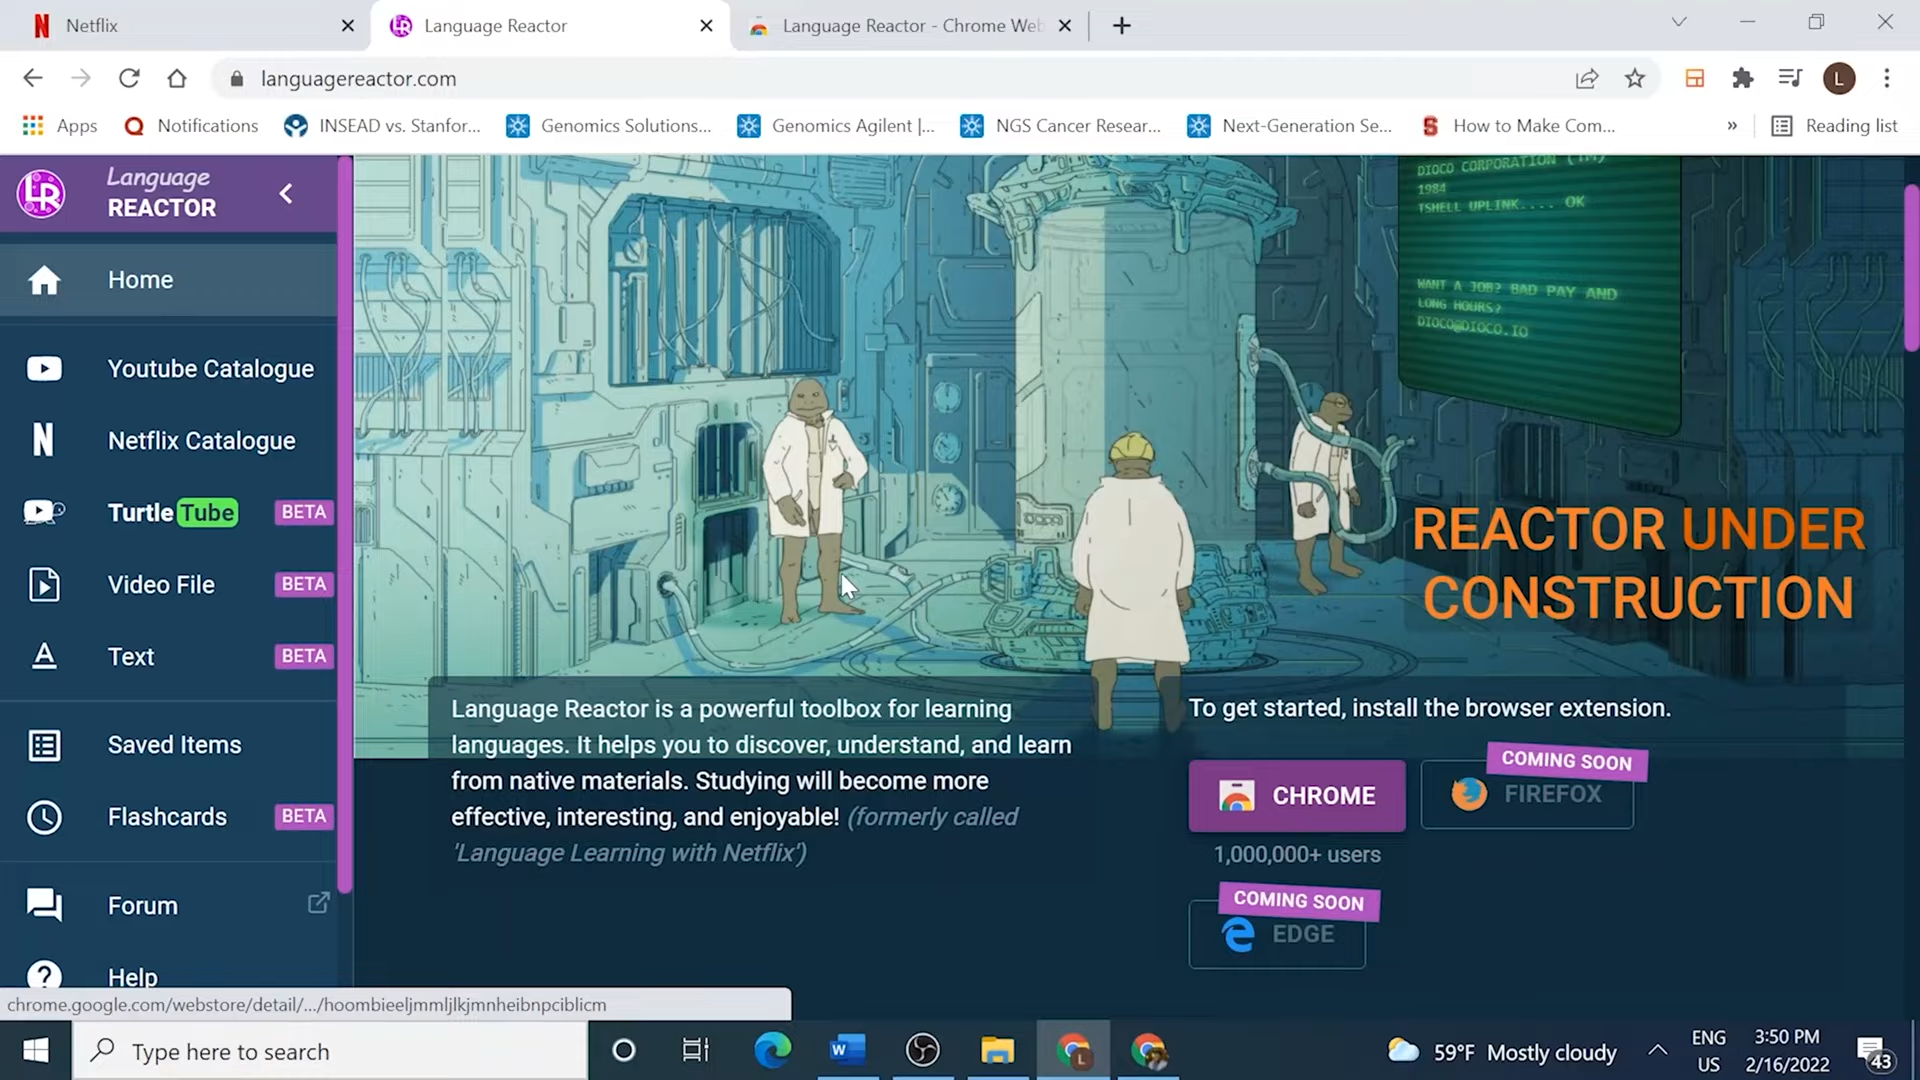 Netflix
Language Reactor
Language Reactor - Chrome Web
languagereactor.com
L
Apps
Notifications
INSEAD vs. Stanfor...
Genomics Solutions...
Genomics Agilent |...
NGS Cancer Resear...
Next-Generation Se...
How to Make Com...
»
Reading list
LR
Language
REACTOR
Home
Youtube Catalogue
Netflix Catalogue
TurtleTube BETA
Video File BETA
Text BETA
Saved Items
Flashcards BETA
Forum
Help
DIOCO CORPORATION (TM)
1984
TSHELL UPLINK.... OK
WANT A JOB? BAD PAY AND
LONG HOURS?
DIOCO@DIOCO.IO
REACTOR UNDER
CONSTRUCTION
Language Reactor is a powerful toolbox for learning
languages. It helps you to discover, understand, and learn
from native materials. Studying will become more
effective, interesting, and enjoyable! (formerly called
'Language Learning with Netflix')
To get started, install the browser extension.
CHROME
1,000,000+ users
COMING SOON
FIREFOX
COMING SOON
EDGE
chrome.google.com/webstore/detail/.../hoombieeljmmljlkjmnheibnpciblicm
Type here to search
59°F Mostly cloudy
ENG
US
3:50 PM
2/16/2022
43